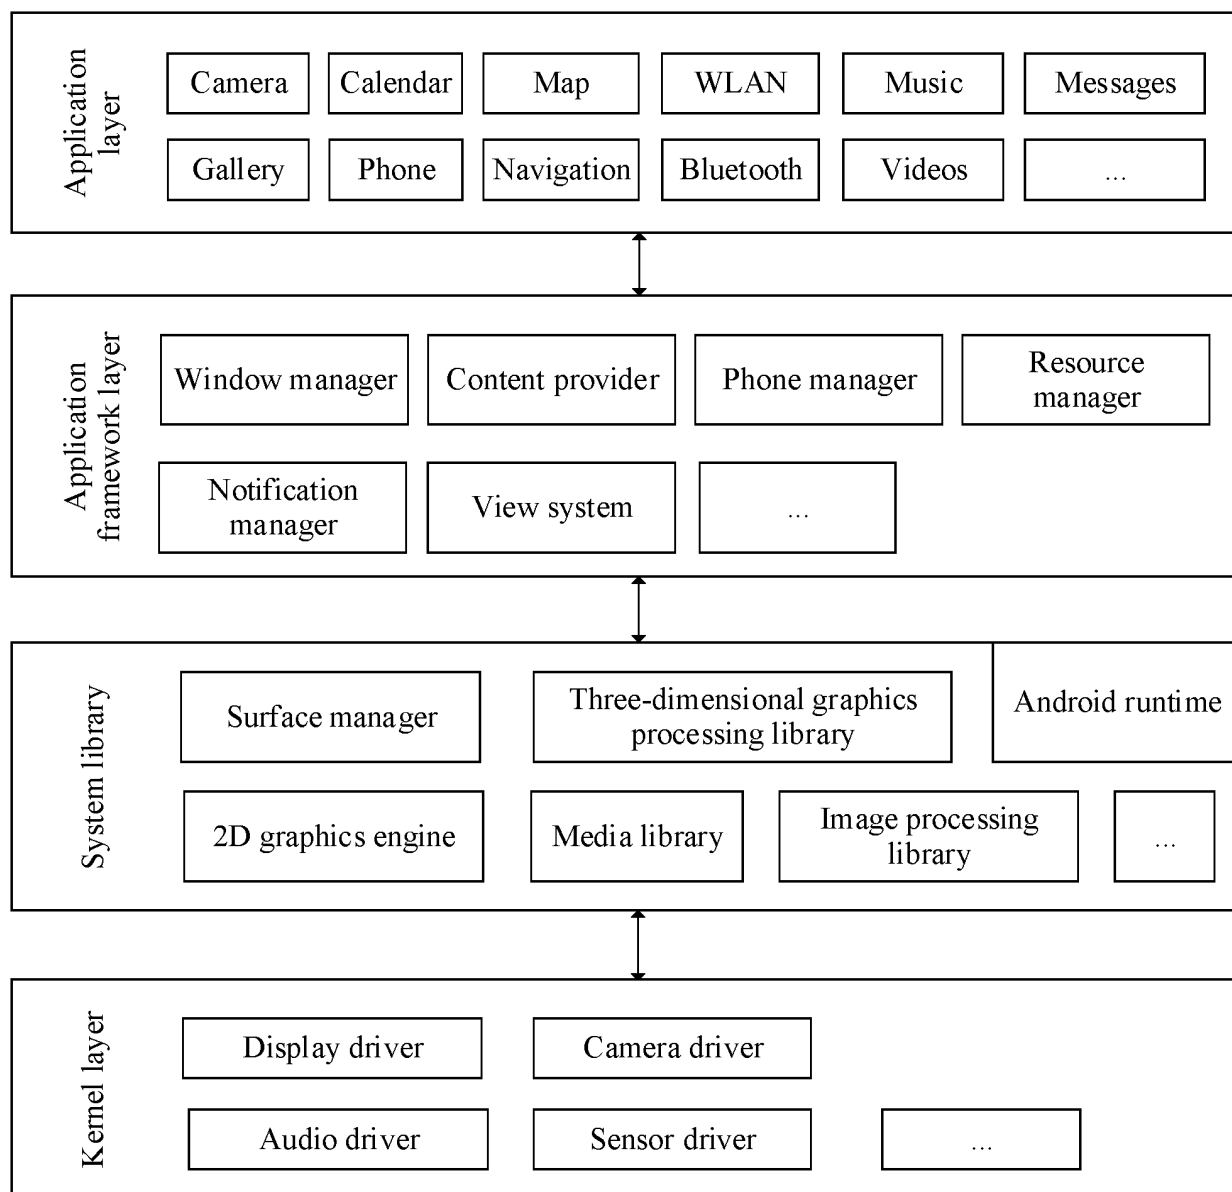 Application
layer
Camera
Calendar
Map
WLAN
Music
Messages
Gallery
Phone
Navigation
Bluetooth
Videos
...
Application
framework layer
Window manager
Content provider
Phone manager
Resource
manager
Notification
manager
View system
...
System library
Surface manager
Three-dimensional graphics
processing library
Android runtime
2D graphics engine
Media library
Image processing
library
...
Kernel layer
Display driver
Camera driver
Audio driver
Sensor driver
...